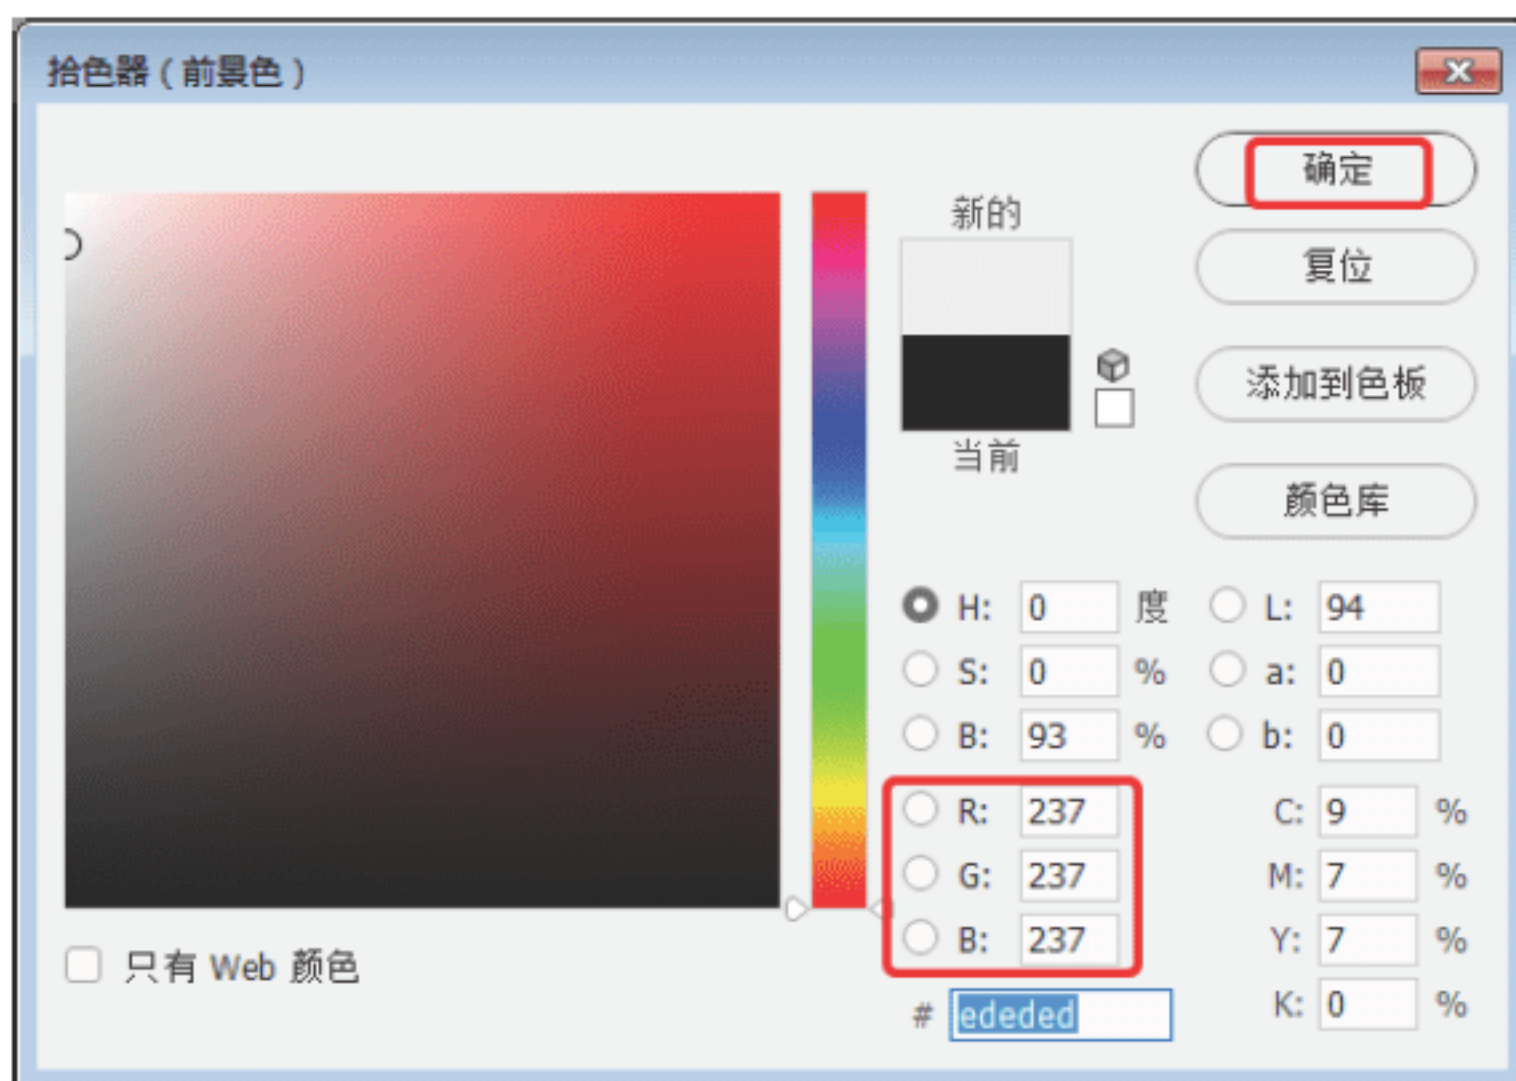 拾色器（前景色）
确定
新的
复位
添加到色板
当前
颜色库
H: 0 度 L: 94
S: 0 % a: 0
B: 93 % b: 0
R: 237 C: 9 %
G: 237 M: 7 %
B: 237 Y: 7 %
只有 Web 颜色
# ededed K: 0 %